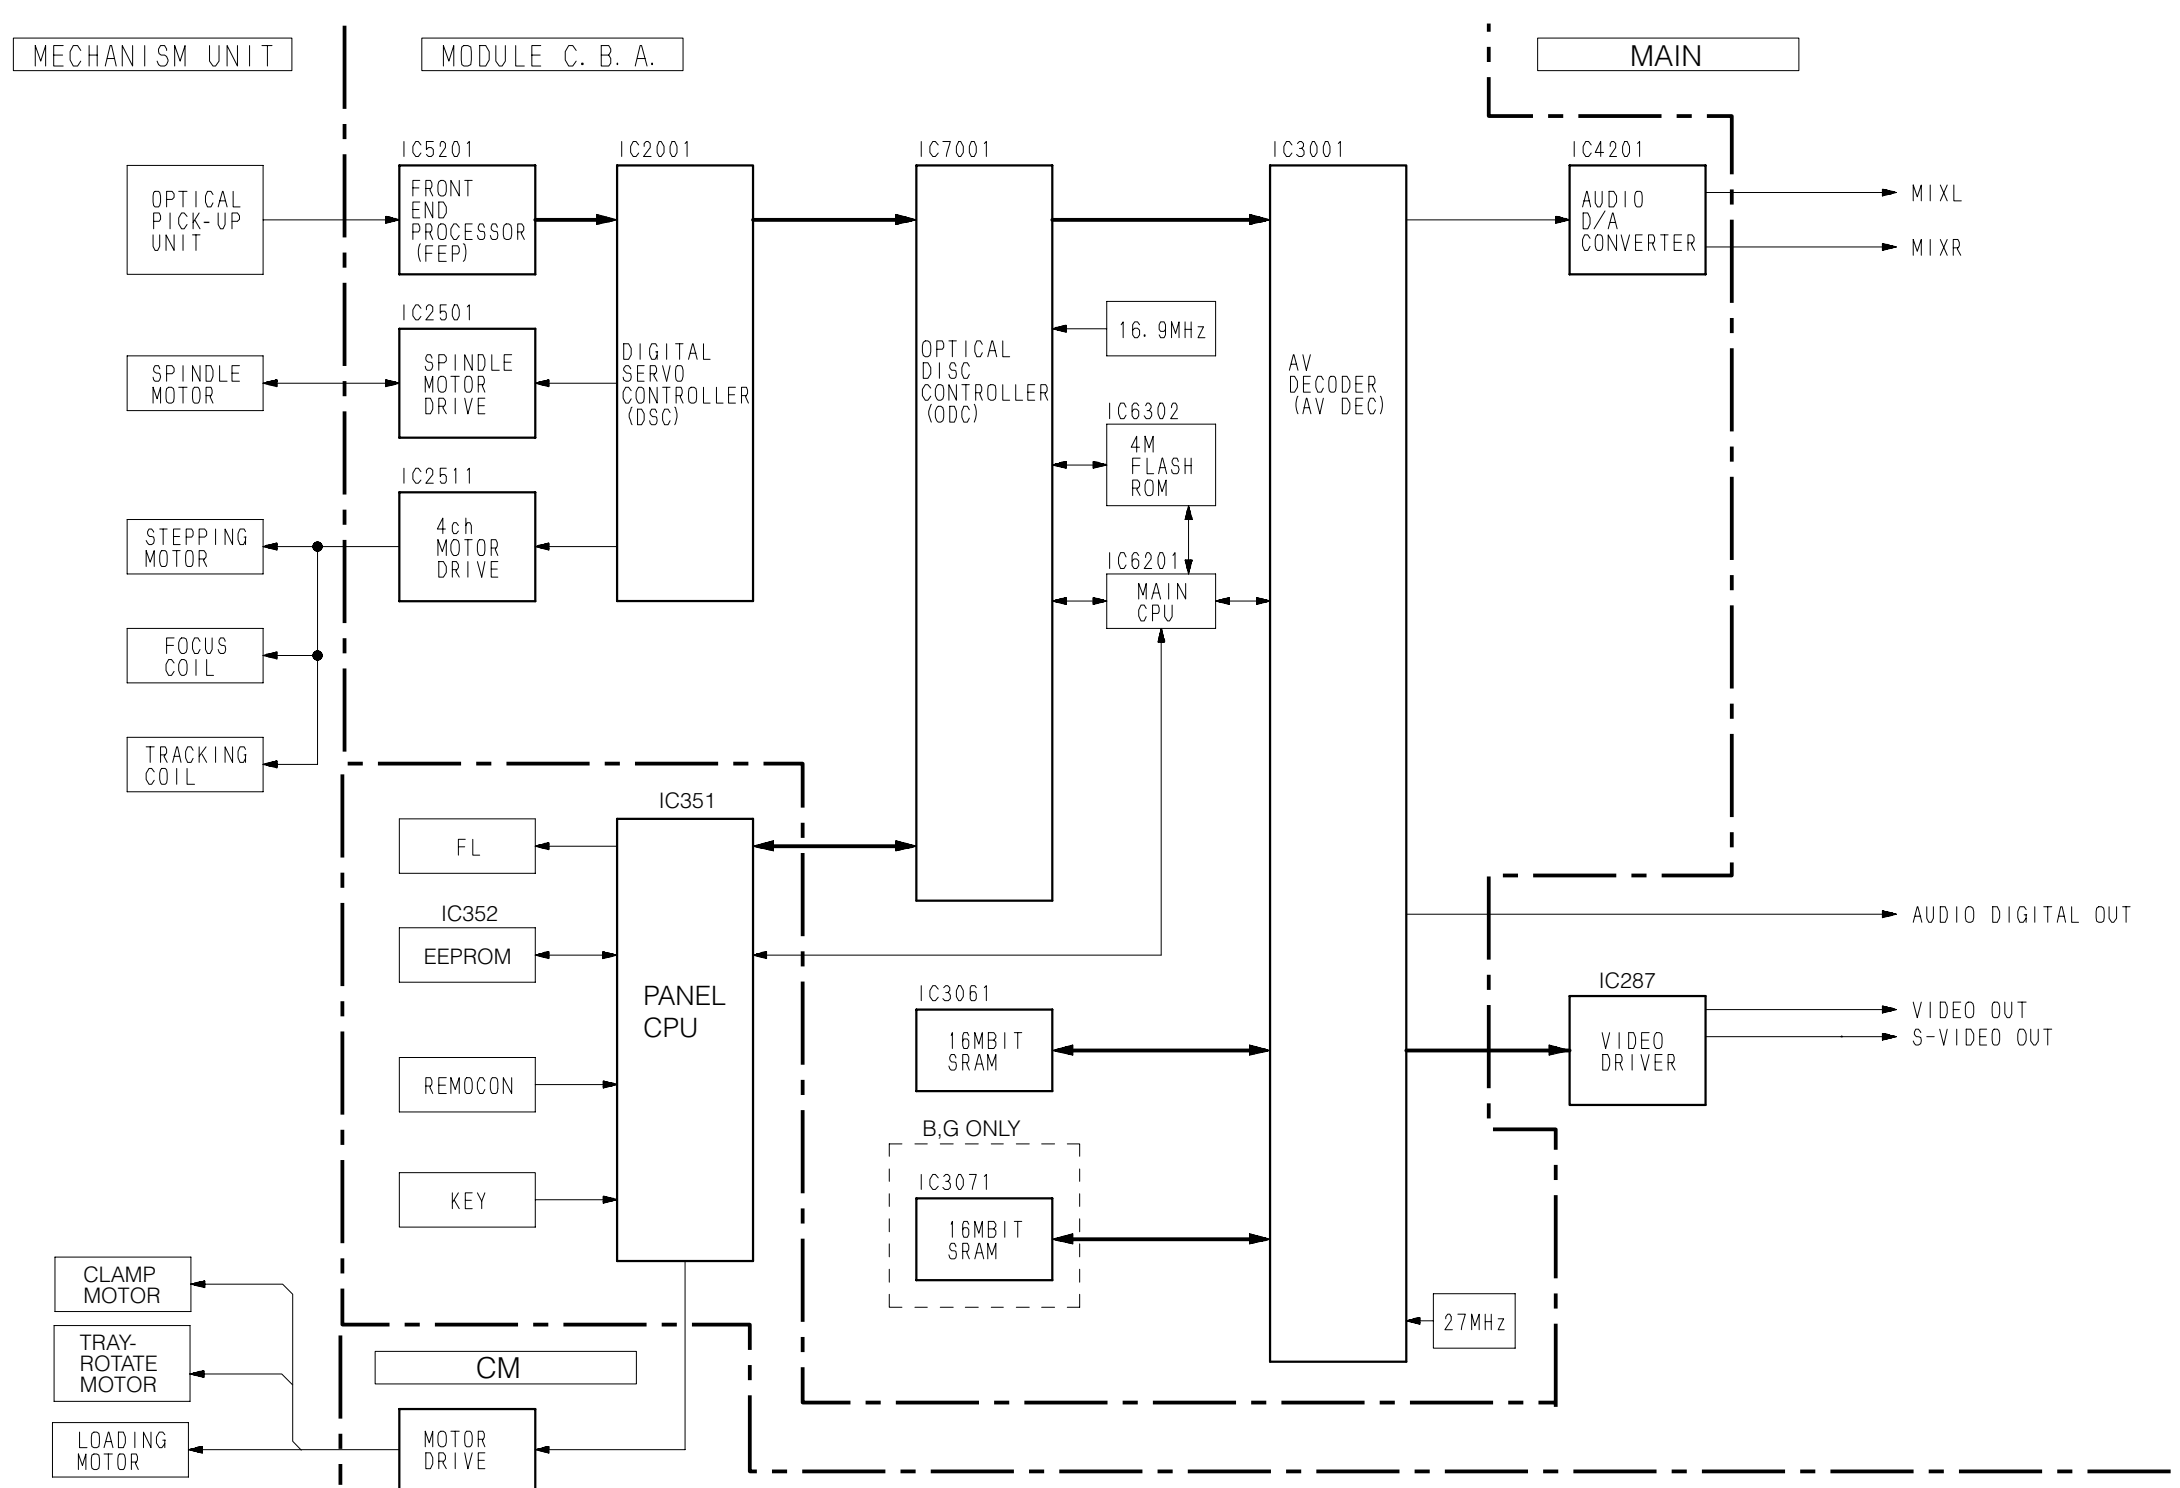 MECHANISM UNIT
MODULE C. B. A.
MAIN
IC5201
IC2001
IC7001
IC3001
IC4201
OPTICAL
PICK-UP
UNIT
FRONT
END
PROCESSOR
(FEP)
AUDIO
D/A
CONVERTER
MIXL
MIXR
IC2501
SPINDLE
MOTOR
SPINDLE
MOTOR
DRIVE
DIGITAL
SERVO
CONTROLLER
(DSC)
OPTICAL
DISC
CONTROLLER
(ODC)
16. 9MHz
AV
DECODER
(AV DEC)
IC6302
4M
FLASH
ROM
IC2511
STEPPING
MOTOR
4ch
MOTOR
DRIVE
IC6201
MAIN
CPU
FOCUS
COIL
TRACKING
COIL
IC351
FL
IC352
EEPROM
PANEL
CPU
REMOCON
KEY
AUDIO DIGITAL OUT
IC3061
16MBIT
SRAM
IC287
VIDEO
DRIVER
VIDEO OUT
S-VIDEO OUT
B,G ONLY
IC3071
16MBIT
SRAM
27MHz
CLAMP
MOTOR
TRAY-
ROTATE
MOTOR
LOADING
MOTOR
CM
MOTOR
DRIVE